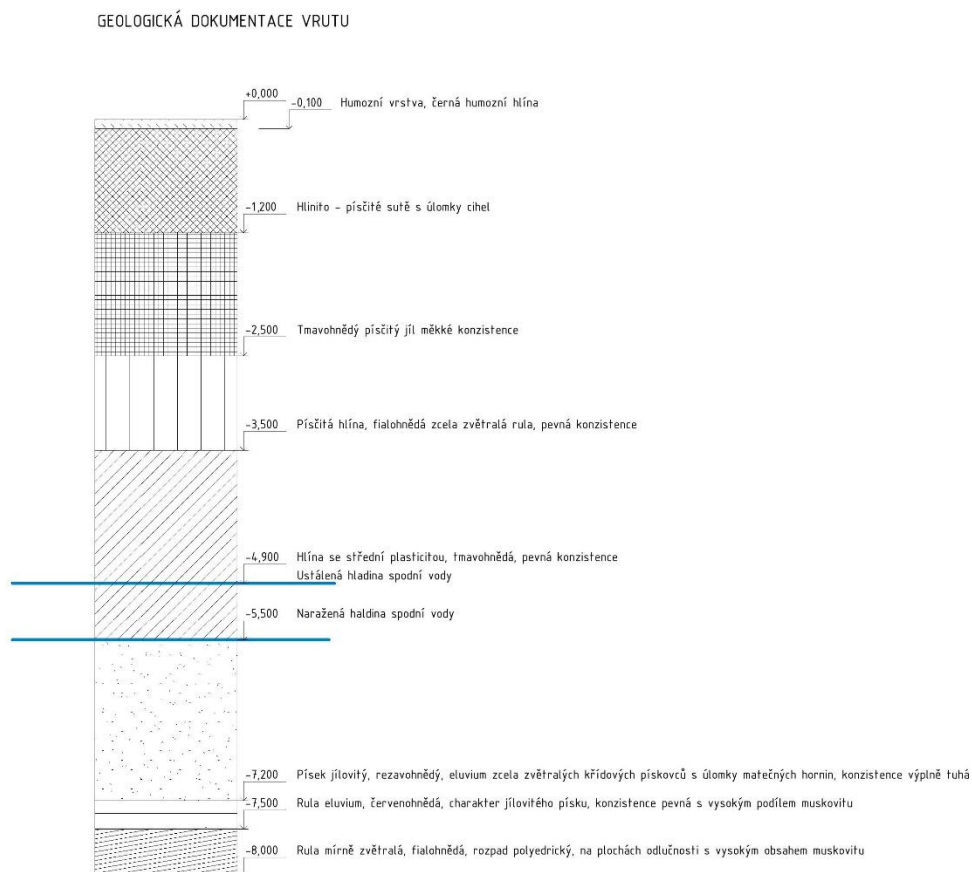 GEOLOGICKÁ DOKUMENTACE VRUTU
+0,000
-0,100 Humozní vrstva, černá humozní hlína
-1,200 Hlinito - písčité sutě s úlomky cihel
-2,500 Tmavohnědý písčitý jíl měkké konzistence
-3,500 Písčitá hlína, fialohnědá zcela zvětralá rula, pevná konzistence
-4,900 Hlína se střední plasticitou, tmavohnědá, pevná konzistence
Ustálená hladina spodní vody
-5,500 Naražená haldina spodní vody
-7,200 Písek jílovitý, rezavohnědý, eluvium zcela zvětralých křídových pískovců s úlomky matečných hornin, konzistence výplně tuhá
-7,500 Rula eluvium, červenohnědá, charakter jílovitého písku, konzistence pevná s vysokým podílem muskovitu
-8,000 Rula mírně zvětralá, fialohnědá, rozpad polyedrický, na plochách odlučnosti s vysokým obsahem muskovitu